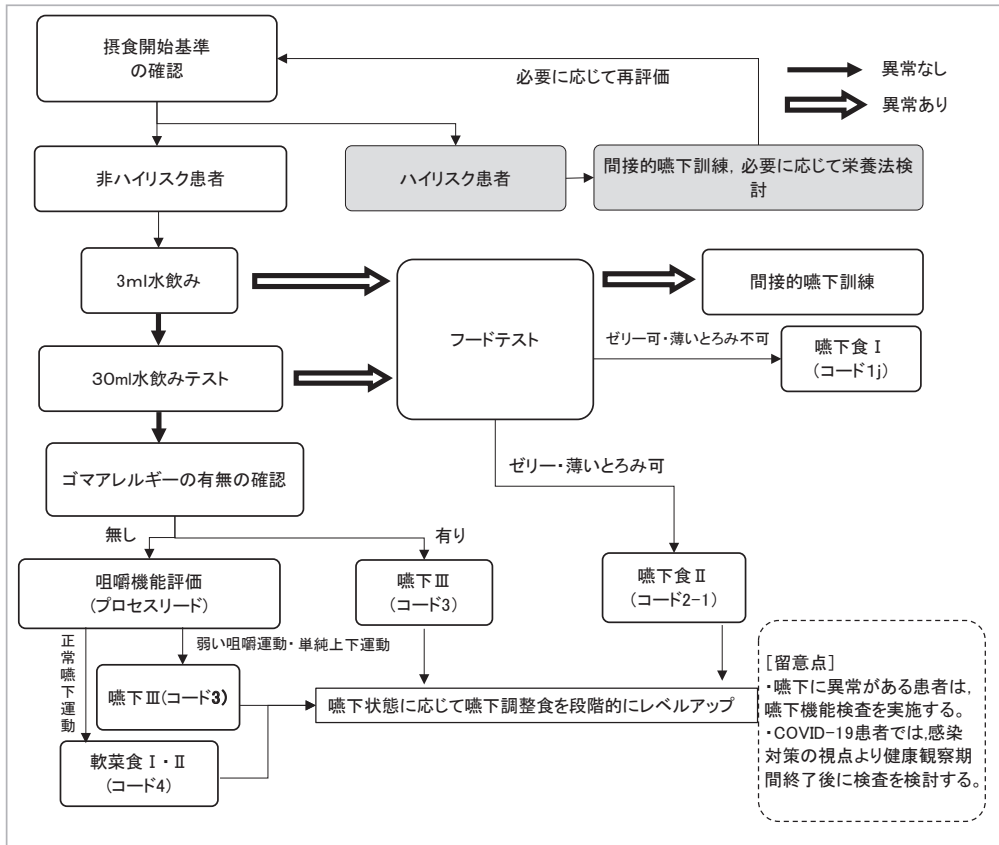 摂食開始基準
の確認
必要に応じて再評価
異常なし
異常あり
非ハイリスク患者
ハイリスク患者
間接的嚥下訓練，必要に応じて栄養法検
討
3ml水飲み
フードテスト
間接的嚥下訓練
ゼリー可・薄いとろみ不可
嚥下食Ⅰ
(コード1j)
30ml水飲みテスト
ゴマアレルギーの有無の確認
ゼリー・薄いとろみ可
無し
有り
咀嚼機能評価
(プロセスリード)
嚥下Ⅲ
(コード3)
嚥下食Ⅱ
(コード2-1)
正常嚥下運動
弱い咀嚼運動・単純上下運動
嚥下Ⅲ(コード3)
嚥下状態に応じて嚥下調整食を段階的にレベルアップ
軟菜食Ⅰ・Ⅱ
(コード4)
[留意点]
・嚥下に異常がある患者は，
嚥下機能検査を実施する。
・COVID-19患者では，感染
対策の視点より健康観察期
間終了後に検査を検討する。